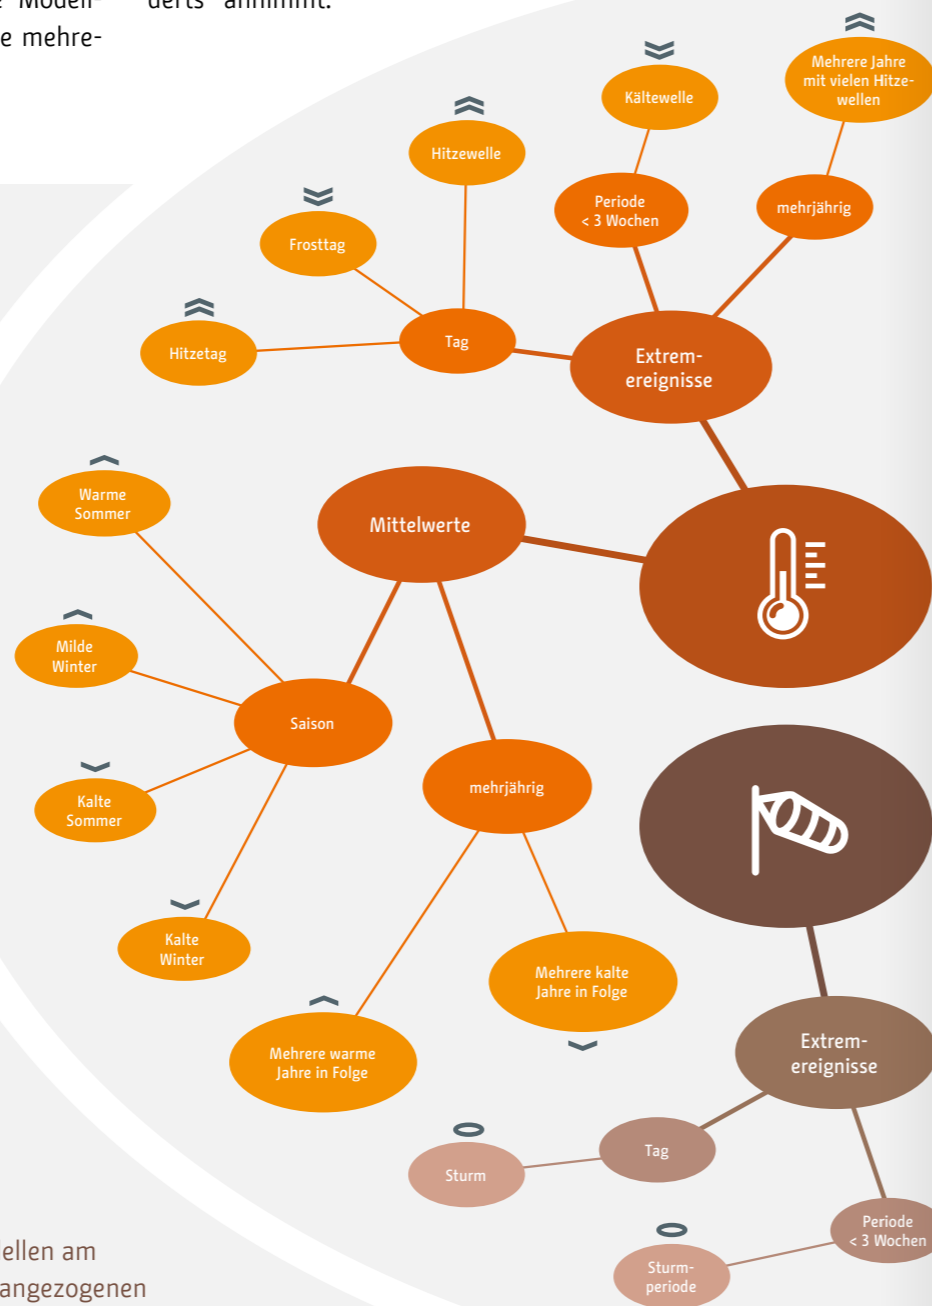 e Modell-
derts annimmt.
e mehre-
Mehrere Jahre
mit vielen Hitze-
wellen
Kältewelle
Hitzewelle
Periode
< 3 Wochen
mehrjährig
Frosttag
Tag
Hitzetag
Extrem-
ereignisse
Warme
Sommer
Mittelwerte
Milde
Winter
Saison
mehrjährig
Kalte
Sommer
Kalte
Winter
Mehrere kalte
Jahre in Folge
Mehrere warme
Jahre in Folge
Extrem-
ereignisse
Tag
Sturm
Periode
< 3 Wochen
Sturm-
periode
ellen am
angezogenen